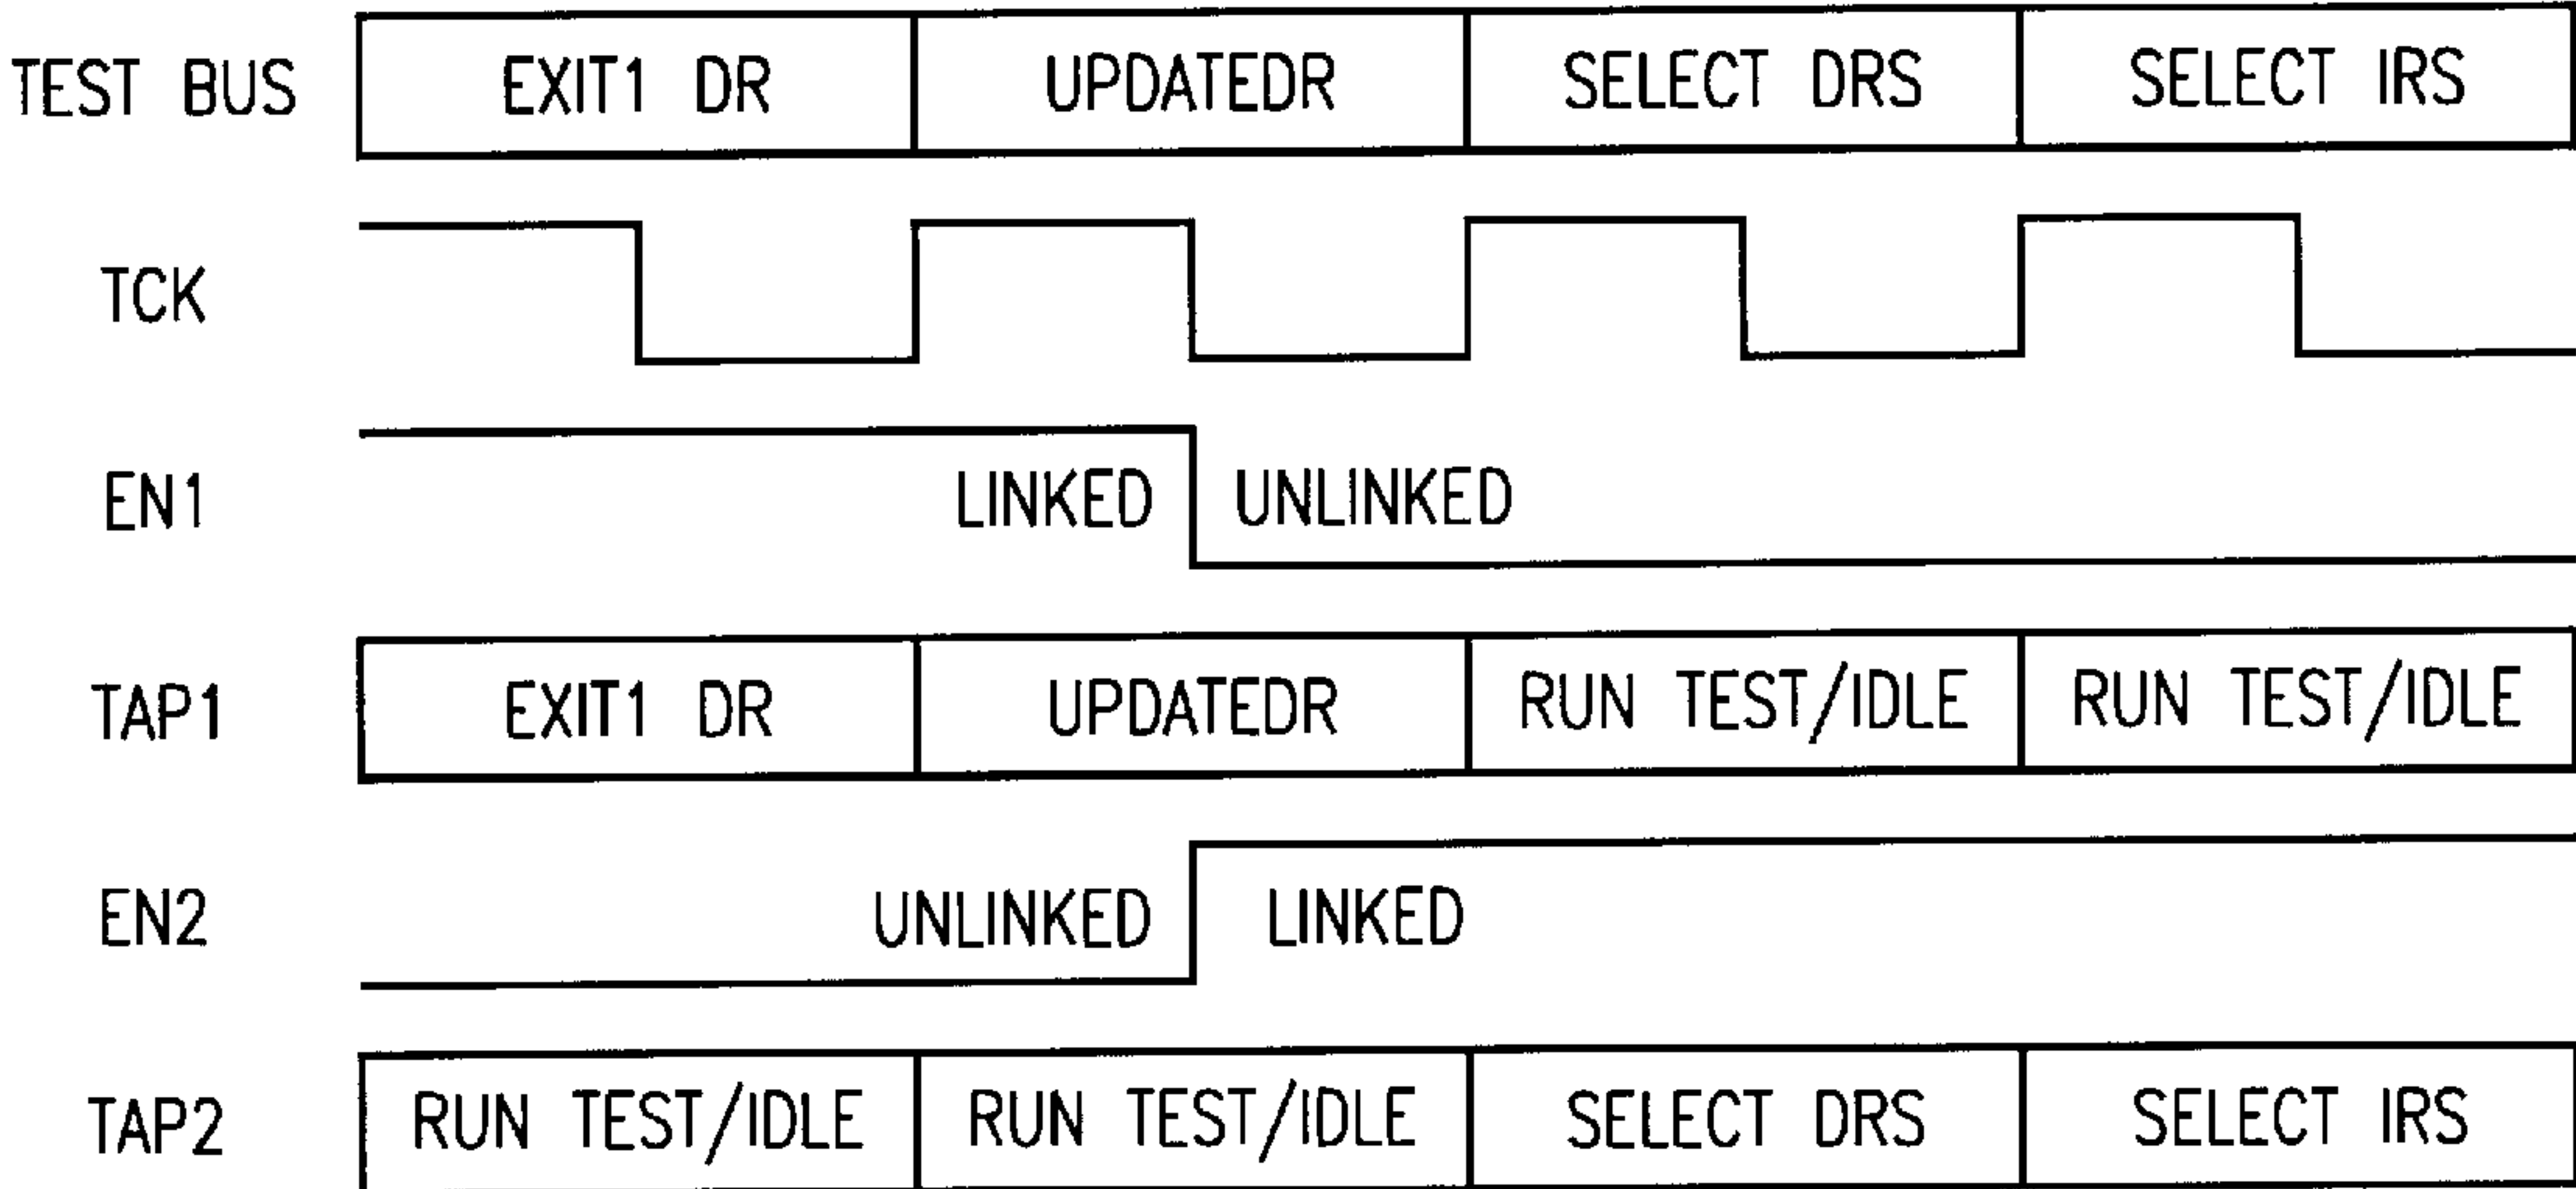 TEST BUS EXIT1 DR UPDATEDR SELECT DRS SELECT IRS
TCK
EN1 LINKED UNLINKED
TAP1 EXIT1 DR UPDATEDR RUN TEST/IDLE RUN TEST/IDLE
EN2 UNLINKED LINKED
TAP2 RUN TEST/IDLE RUN TEST/IDLE SELECT DRS SELECT IRS